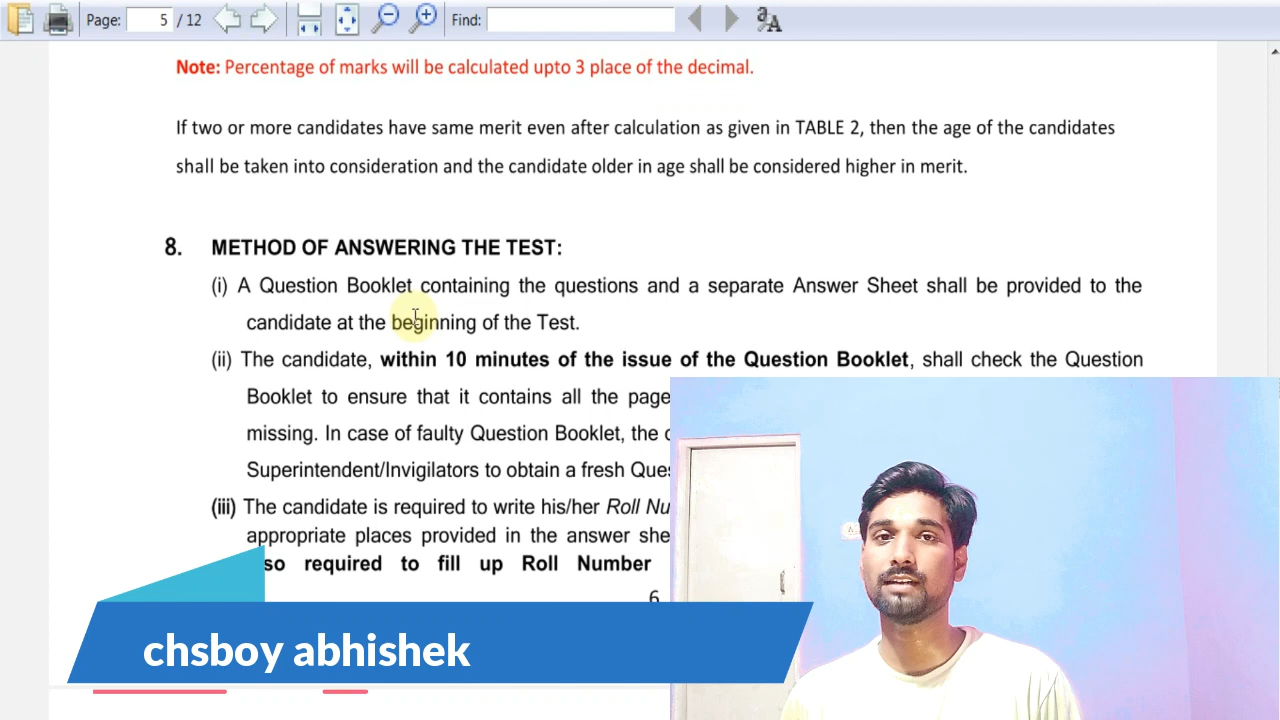 Page: 5 / 12 Find:
Note: Percentage of marks will be calculated upto 3 place of the decimal.
If two or more candidates have same merit even after calculation as given in TABLE 2, then the age of the candidates
shall be taken into consideration and the candidate older in age shall be considered higher in merit.
8. METHOD OF ANSWERING THE TEST:
(i) A Question Booklet containing the questions and a separate Answer Sheet shall be provided to the
candidate at the beginning of the Test.
(ii) The candidate, within 10 minutes of the issue of the Question Booklet, shall check the Question
Booklet to ensure that it contains all the page
missing. In case of faulty Question Booklet, the
Superintendent/Invigilators to obtain a fresh Que
(iii) The candidate is required to write his/her Roll Nu
appropriate places provided in the answer she
so required to fill up Roll Number
6
chsboy abhishek